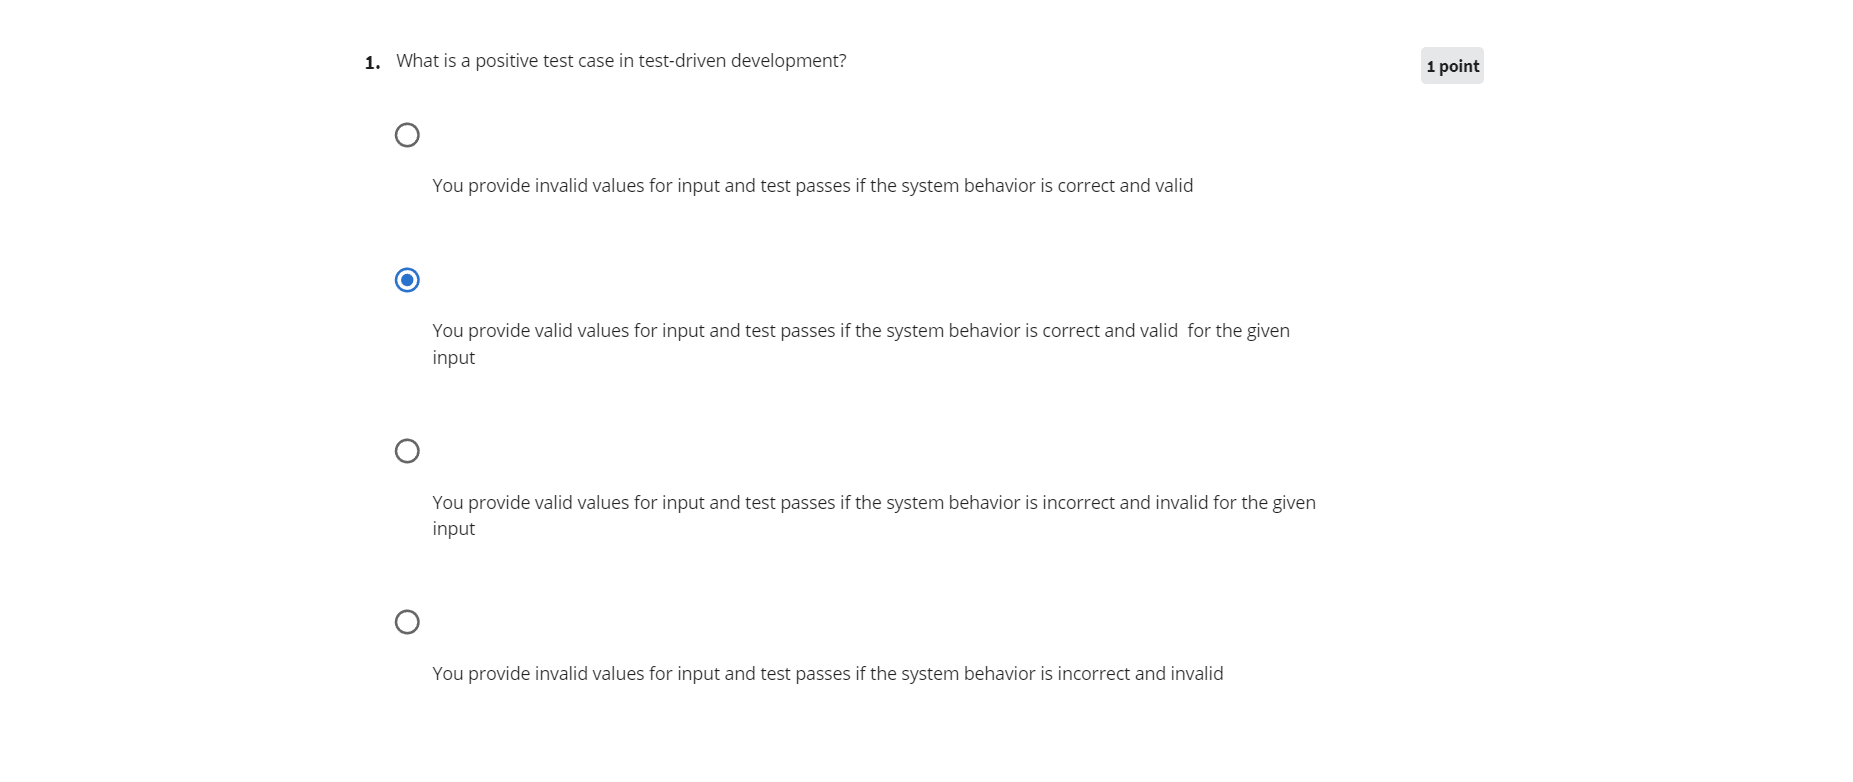 1. What is a positive test case in test-driven development?
1 point
You provide invalid values for input and test passes if the system behavior is correct and valid
You provide valid values for input and test passes if the system behavior is correct and valid  for the given
input
You provide valid values for input and test passes if the system behavior is incorrect and invalid for the given
input
You provide invalid values for input and test passes if the system behavior is incorrect and invalid